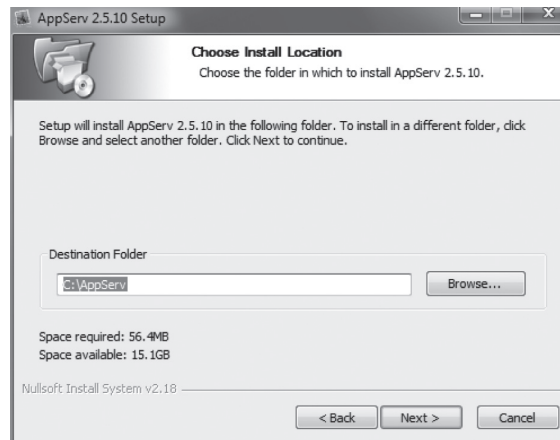 AppServ 2.5.10 Setup
Choose Install Location
Choose the folder in which to install AppServ 2.5.10.
Setup will install AppServ 2.5.10 in the following folder. To install in a different folder, click
Browse and select another folder. Click Next to continue.
Destination Folder
C:\AppServ
Browse...
Space required: 56.4MB
Space available: 15.1GB
Nullsoft Install System v2.18
< Back
Next >
Cancel